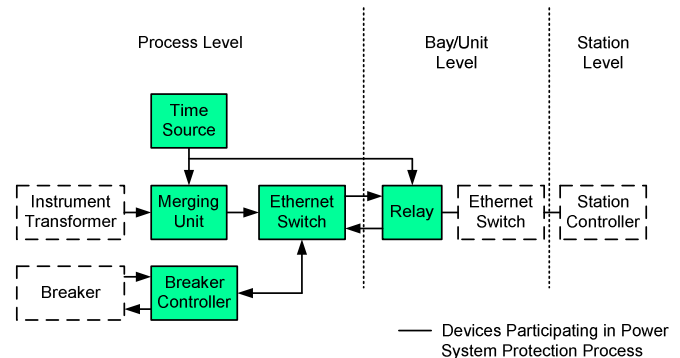 Process Level
Bay/Unit
Level
Station
Level
Time
Source
Instrument
Transformer
Merging
Unit
Ethernet
Switch
Relay
Ethernet
Switch
Station
Controller
Breaker
Breaker
Controller
Devices Participating in Power
System Protection Process